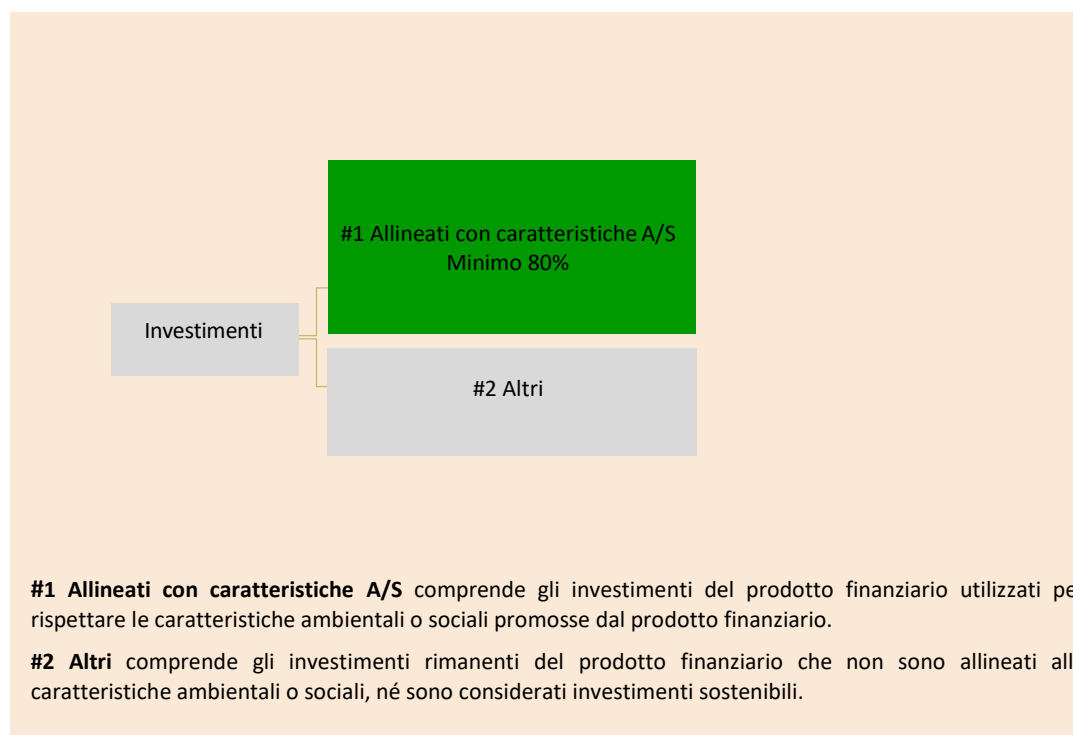 #1 Allineati con caratteristiche A/S
Minimo 80%
Investimenti
#2 Altri
#1 Allineati con caratteristiche A/S comprende gli investimenti del prodotto finanziario utilizzati pe
rispettare le caratteristiche ambientali o sociali promosse dal prodotto finanziario.
#2 Altri comprende gli investimenti rimanenti del prodotto finanziario che non sono allineati all
caratteristiche ambientali o sociali, né sono considerati investimenti sostenibili.